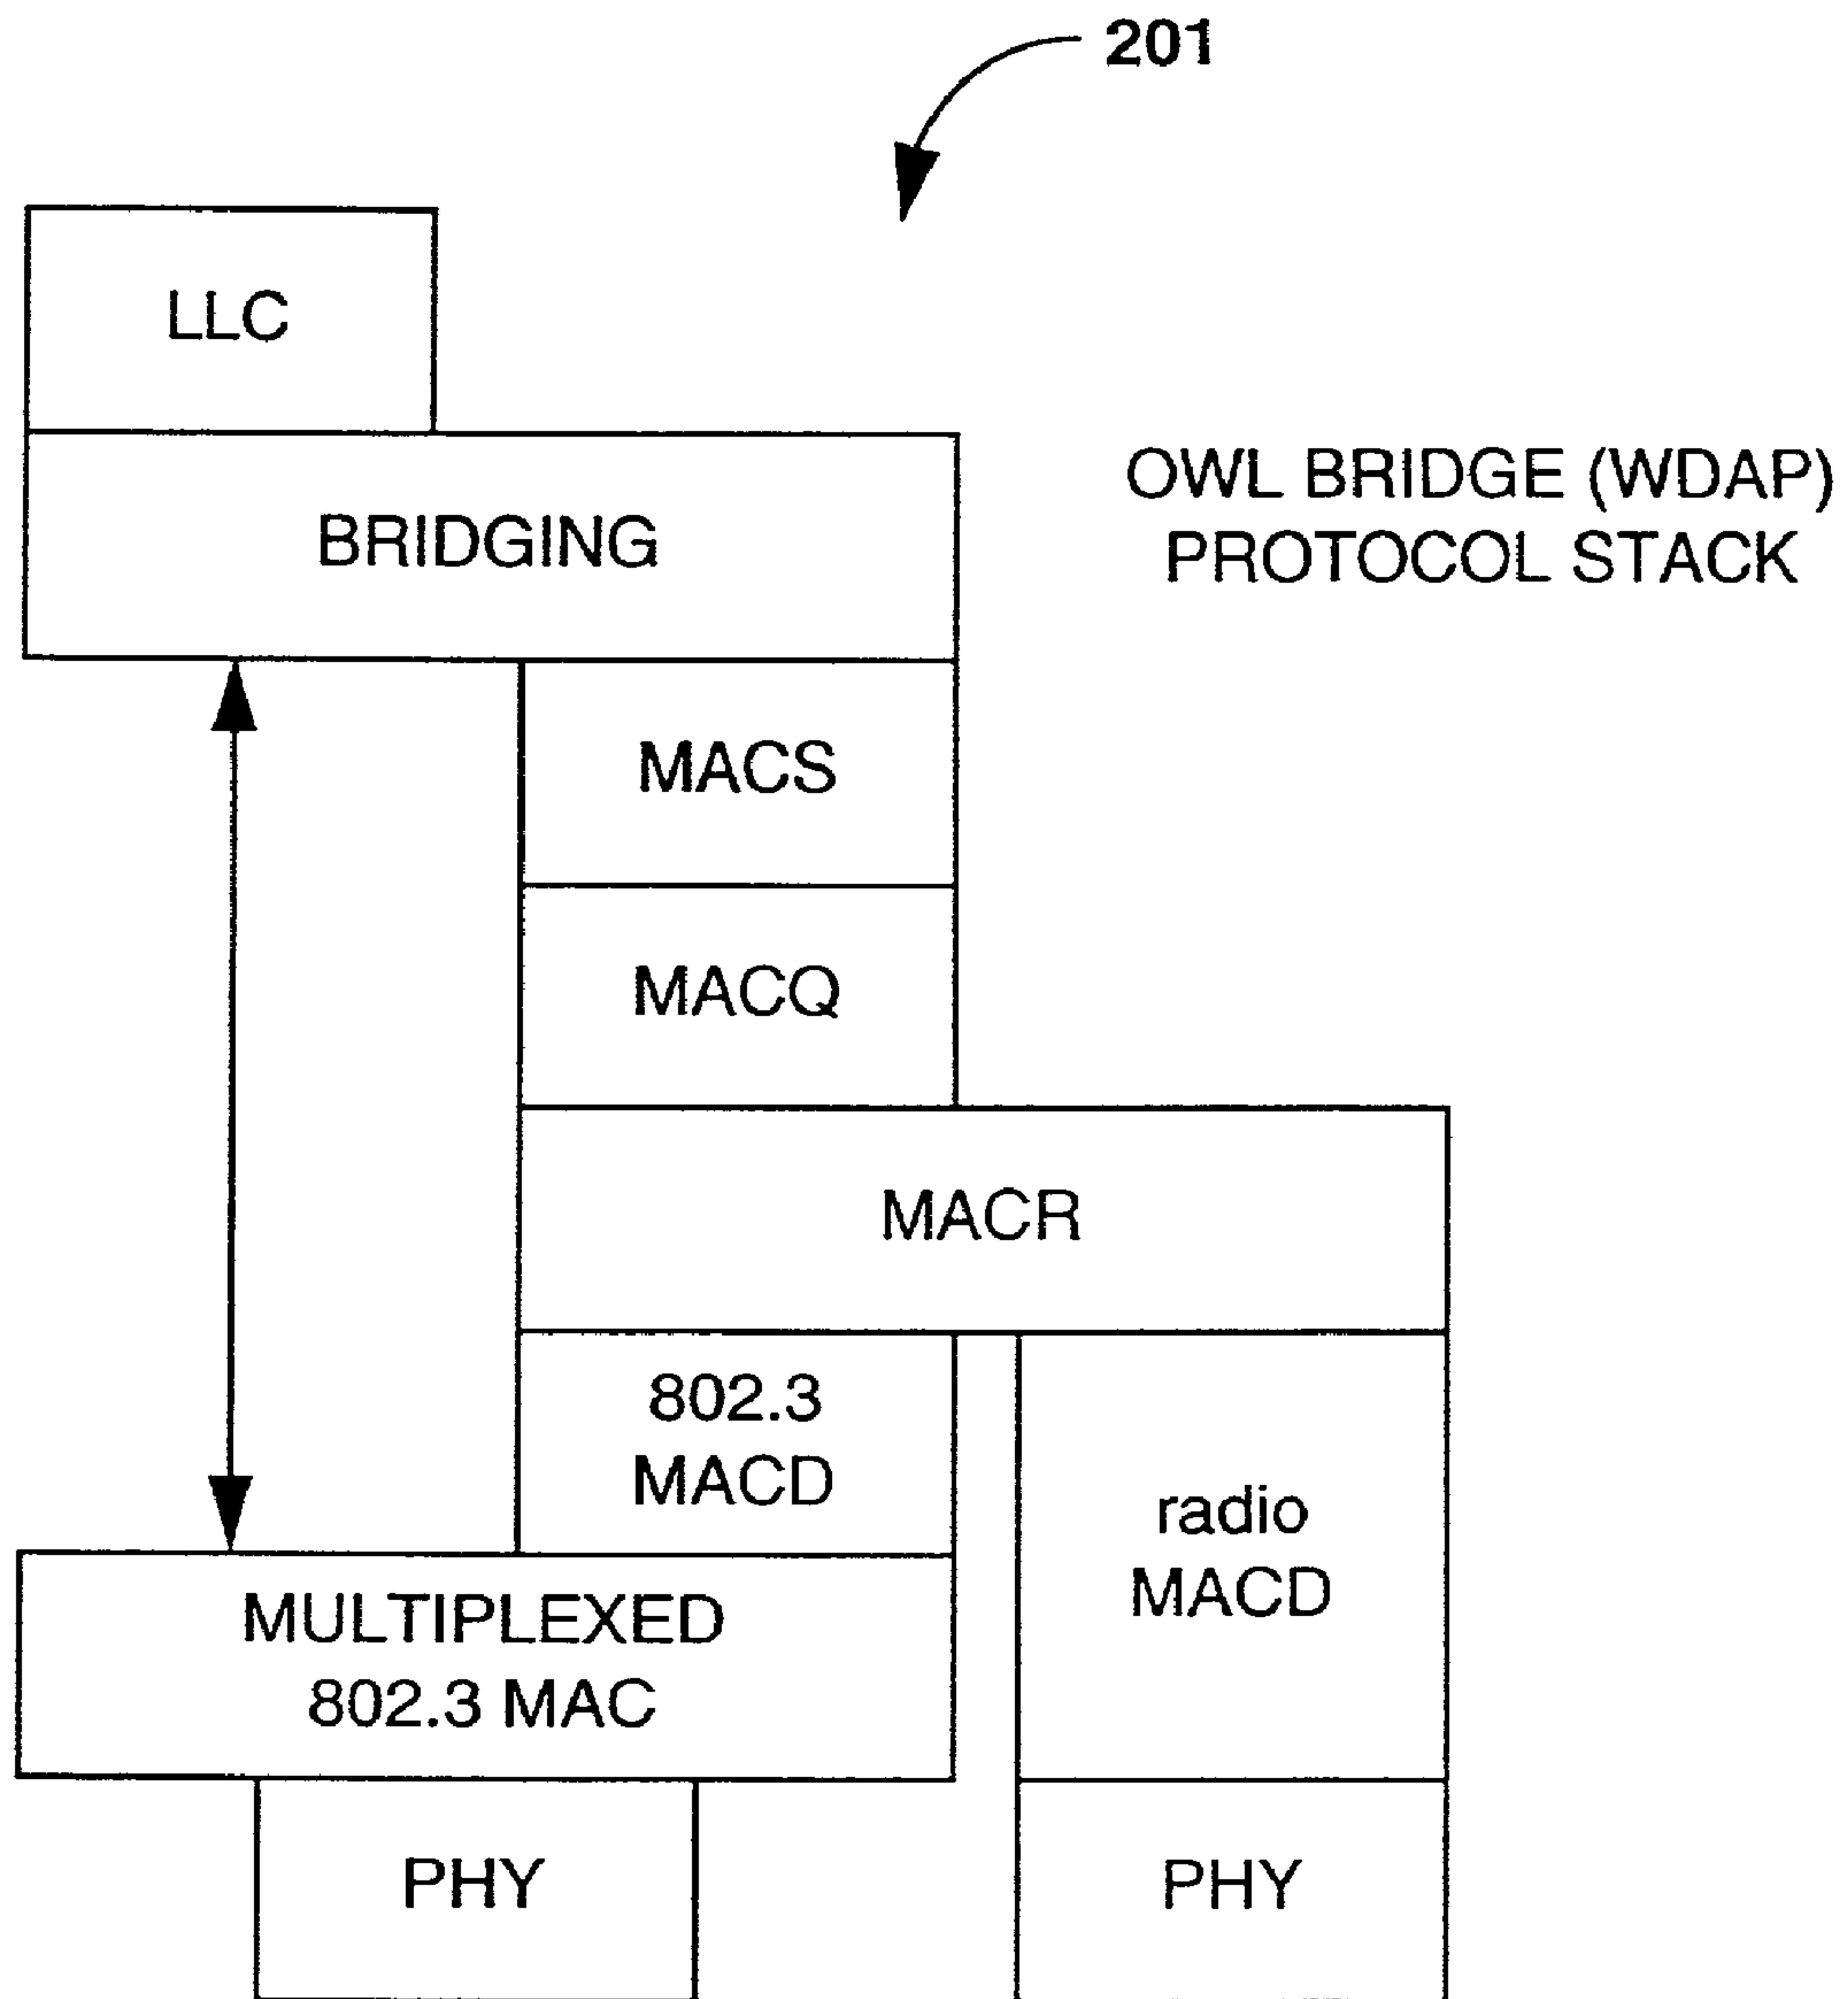 201
LLC
BRIDGING
OWL BRIDGE (WDAP)
PROTOCOL STACK
MACS
MACQ
MACR
802.3
MACD
radio
MACD
MULTIPLEXED
802.3 MAC
PHY
PHY